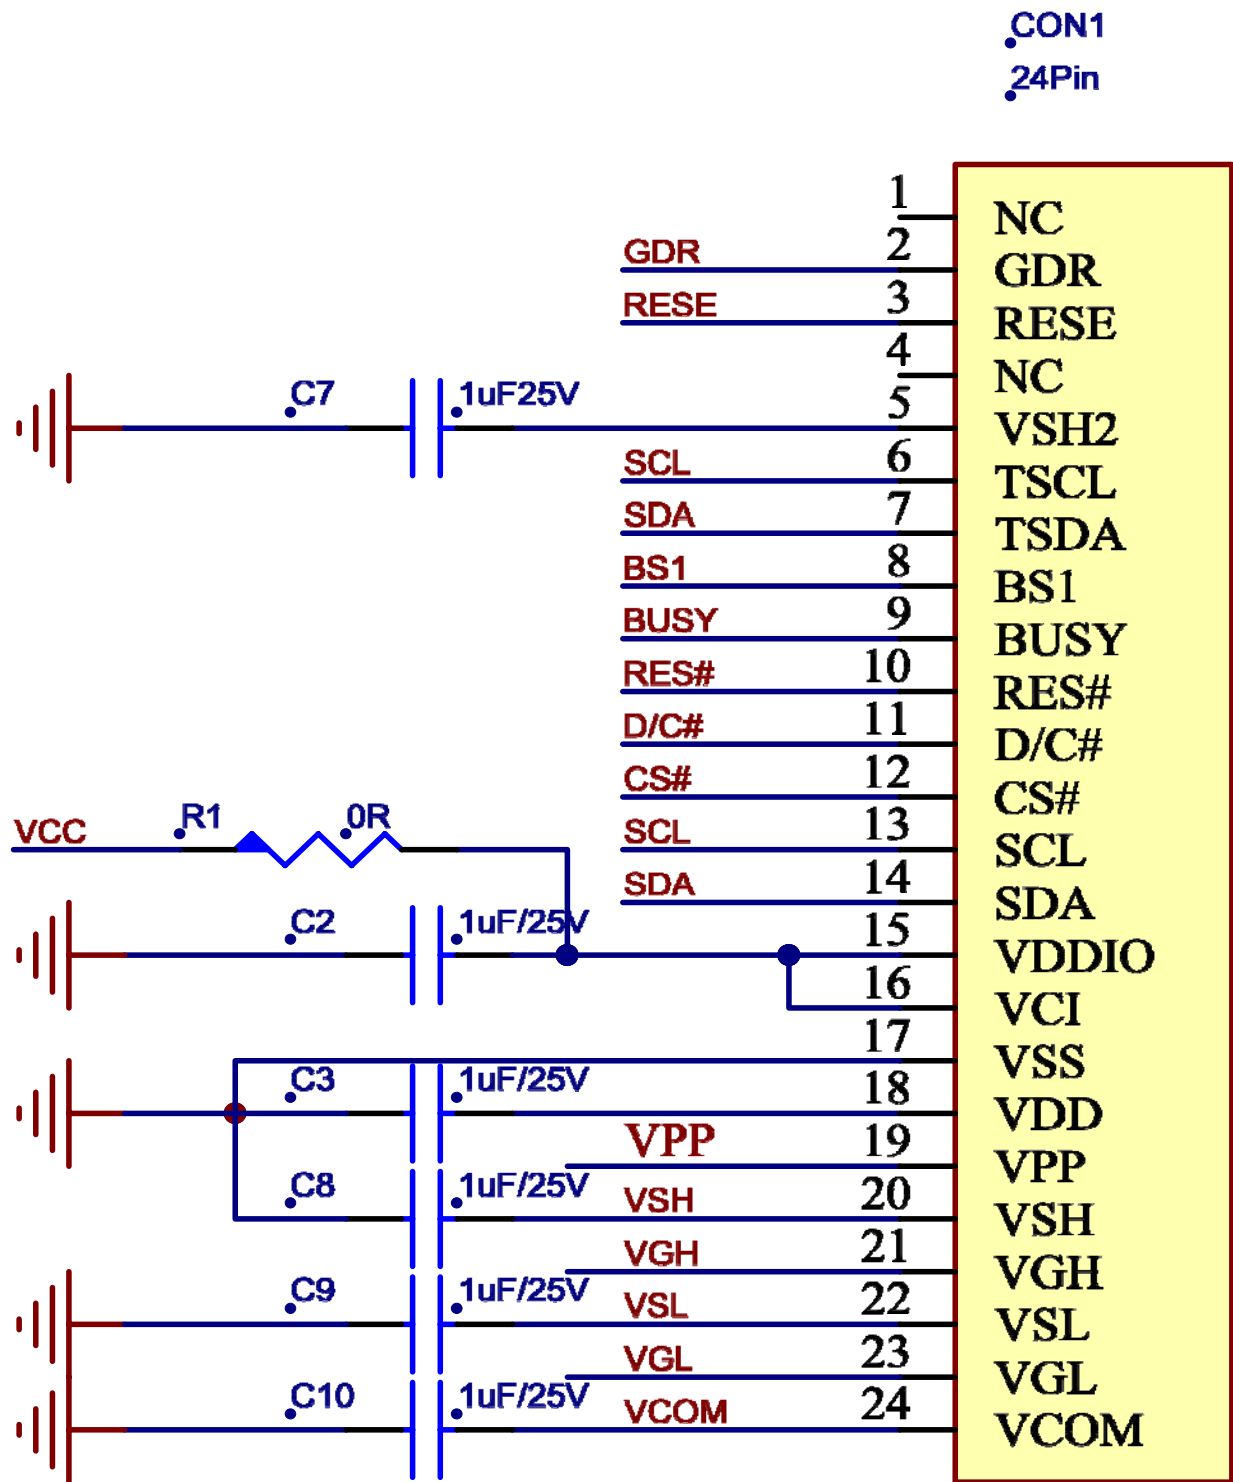 CON1
24Pin
1 NC
GDR 2 GDR
RESE 3 RESE
4 NC
C7 1uF25V 5 VSH2
SCL 6 TSCL
SDA 7 TSDA
BS1 8 BS1
BUSY 9 BUSY
RES# 10 RES#
D/C# 11 D/C#
CS# 12 CS#
VCC R1 0R SCL 13 SCL
SDA 14 SDA
C2 1uF/25V 15 VDDIO
16 VCI
17 VSS
C3 1uF/25V 18 VDD
VPP 19 VPP
C8 1uF/25V VSH 20 VSH
VGH 21 VGH
C9 1uF/25V VSL 22 VSL
VGL 23 VGL
C10 1uF/25V VCOM 24 VCOM